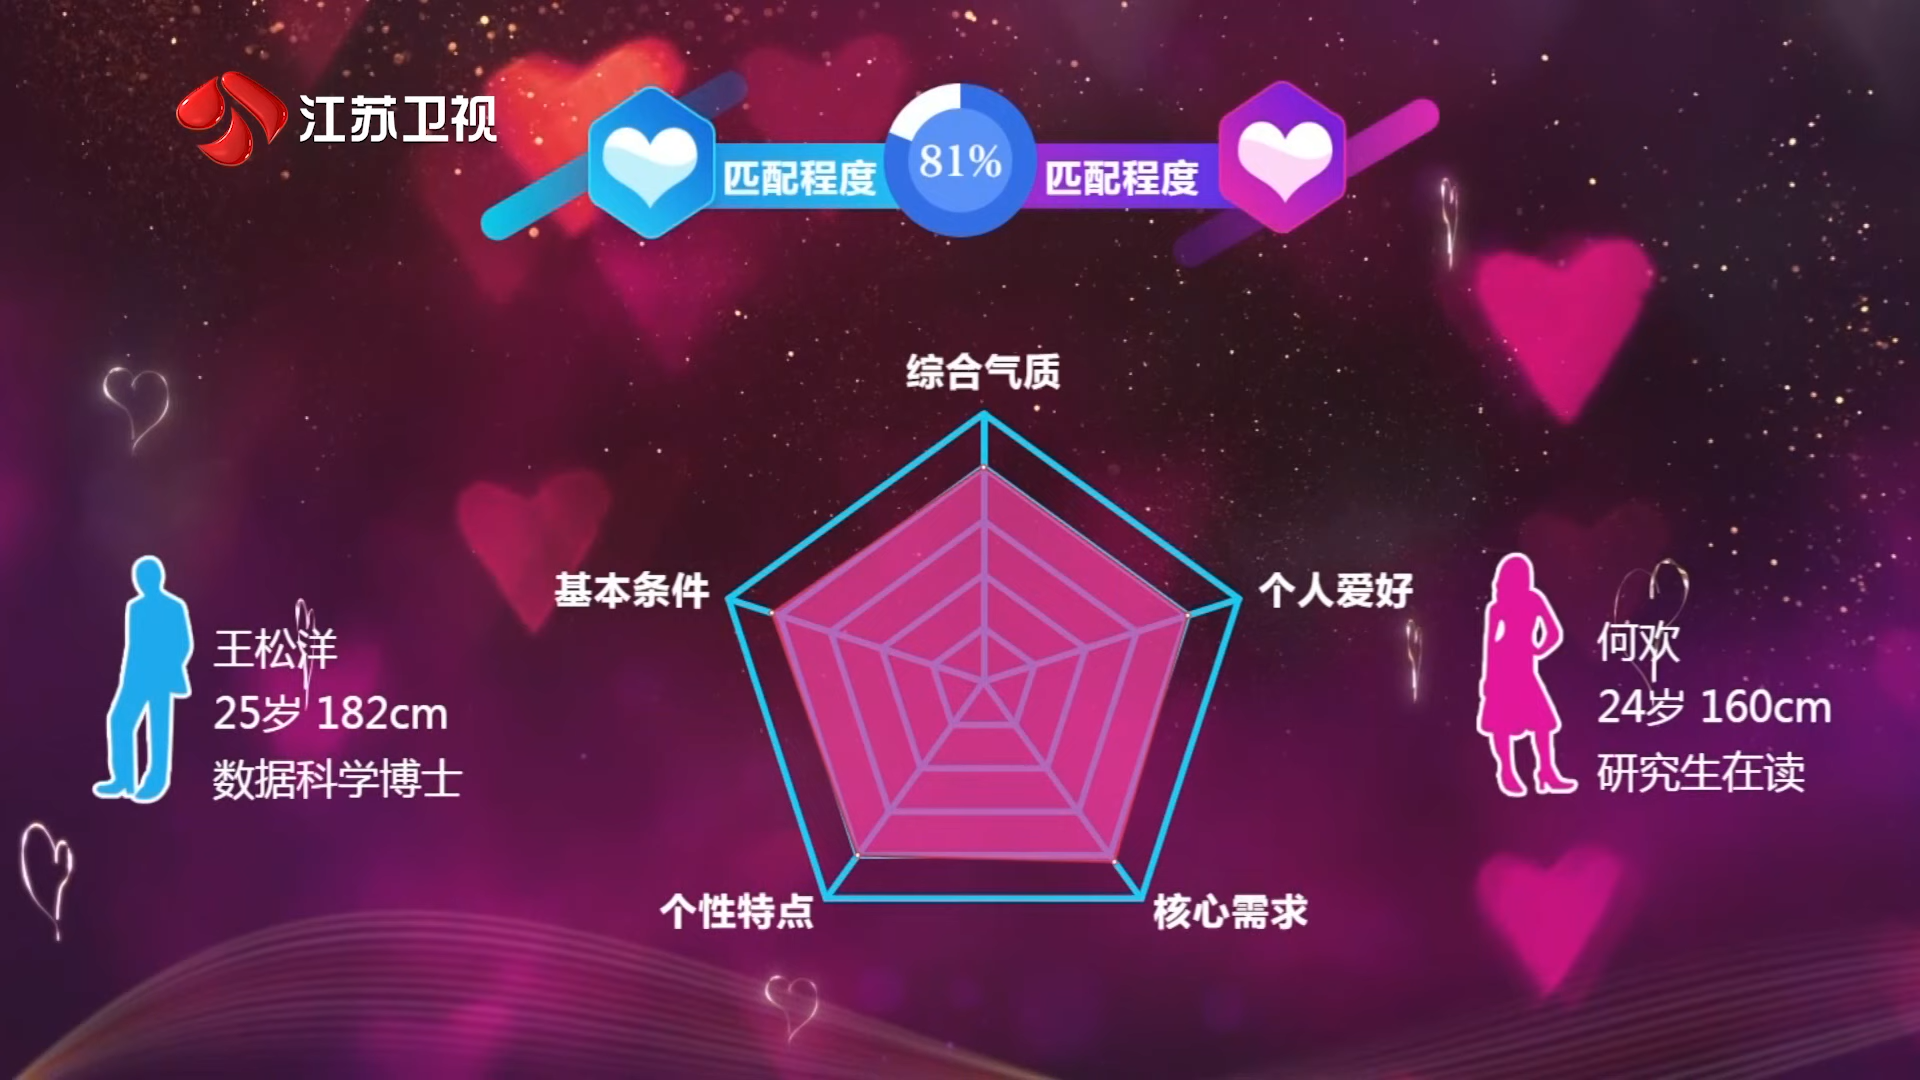 江苏卫视
匹配程度
81%
匹配程度
综合气质
基本条件
个人爱好
王松洋
25岁 182cm
数据科学博士
何欢
24岁 160cm
研究生在读
个性特点
核心需求